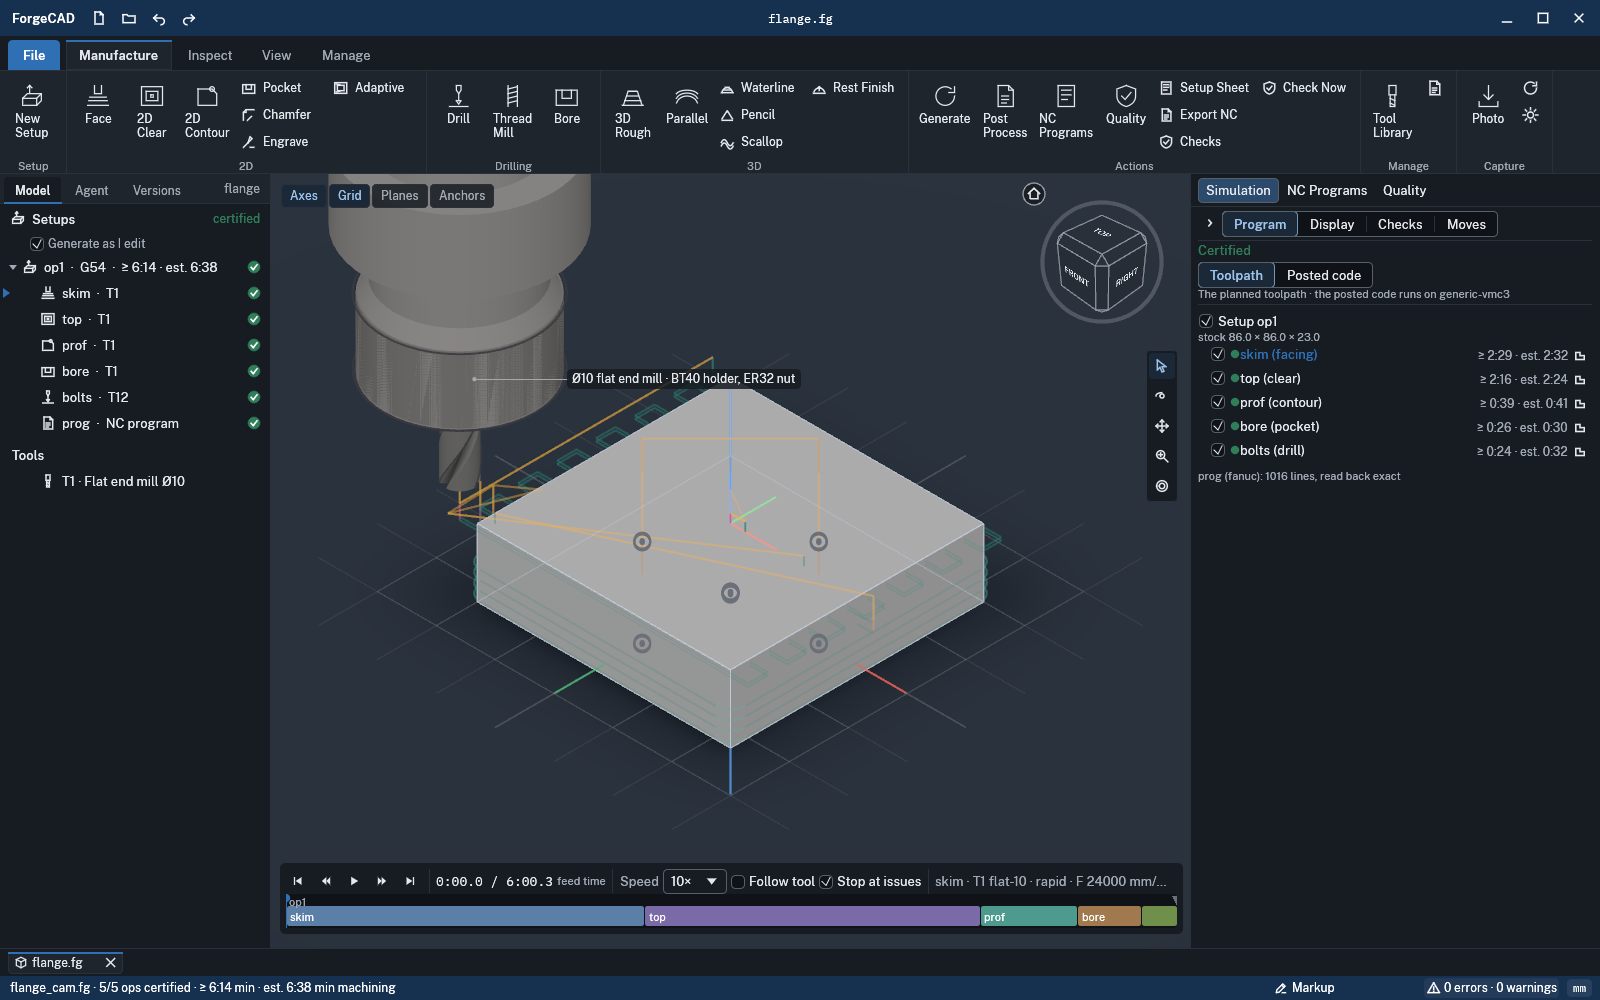 ForgeCAD
flange.fg
File
Manufacture
Inspect
View
Manage
New Setup
Face
2D Clear
2D Contour
Pocket
Chamfer
Engrave
Adaptive
Drill
Thread Mill
Bore
3D Rough
Parallel
Waterline
Pencil
Scallop
Rest Finish
Generate
Post Process
NC Programs
Quality
Setup Sheet
Export NC
Checks
Check Now
Tool Library
Photo
Setup
2D
Drilling
3D
Actions
Manage
Capture
Model
Agent
Versions
flange
Setups
certified
Generate as I edit
op1 · G54 · ≥ 6:14 · est. 6:38
skim · T1
top · T1
prof · T1
bore · T1
bolts · T12
prog · NC program
Tools
T1 · Flat end mill Ø10
Axes
Grid
Planes
Anchors
TOP
FRONT
RIGHT
Ø10 flat end mill · BT40 holder, ER32 nut
0:00.0 / 6:00.3 feed time
Speed
10×
Follow tool
Stop at issues
skim · T1 flat-10 · rapid · F 24000 mm/...
op1
skim
top
prof
bore
Simulation
NC Programs
Quality
Program
Display
Checks
Moves
Certified
Toolpath
Posted code
The planned toolpath · the posted code runs on generic-vmc3
Setup op1
stock 86.0 × 86.0 × 23.0
skim (facing) ≥ 2:29 · est. 2:32
top (clear) ≥ 2:16 · est. 2:24
prof (contour) ≥ 0:39 · est. 0:41
bore (pocket) ≥ 0:26 · est. 0:30
bolts (drill) ≥ 0:24 · est. 0:32
prog (fanuc): 1016 lines, read back exact
flange.fg
flange_cam.fg · 5/5 ops certified · ≥ 6:14 min · est. 6:38 min machining
Markup
0 errors · 0 warnings
mm